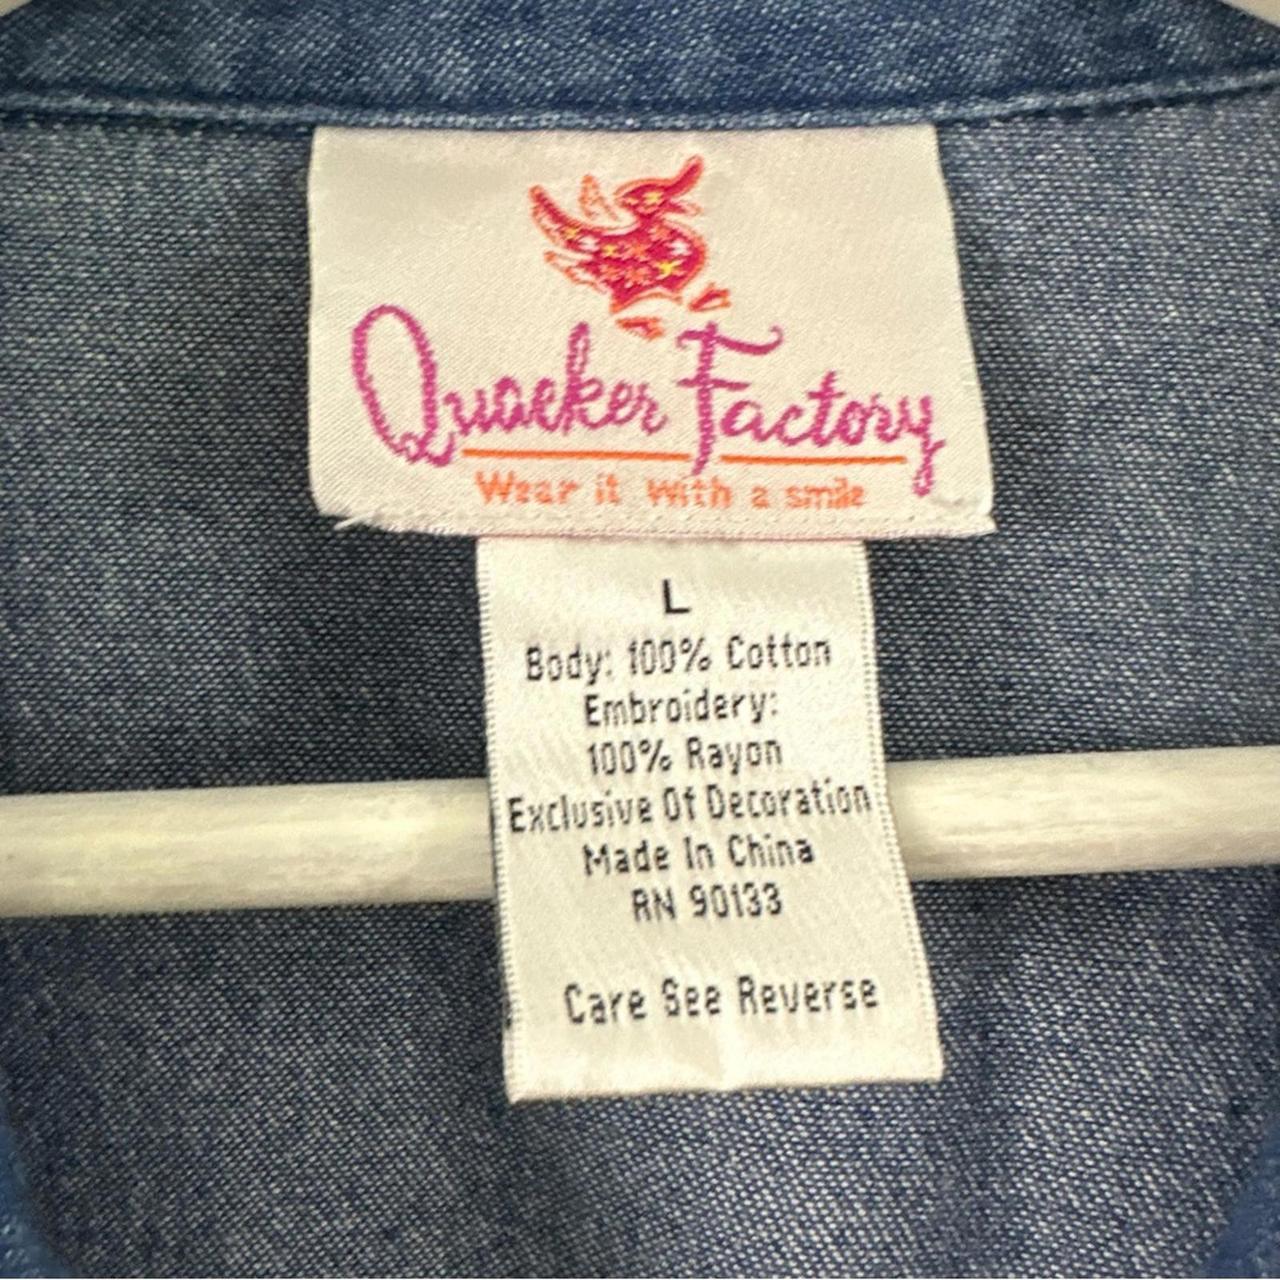 Quacker Factory
Wear it with a smile
L
Body: 100% Cotton
Embroidery:
100% Rayon
Exclusive Of Decoration
Made In China
RN 90133
Care See Reverse